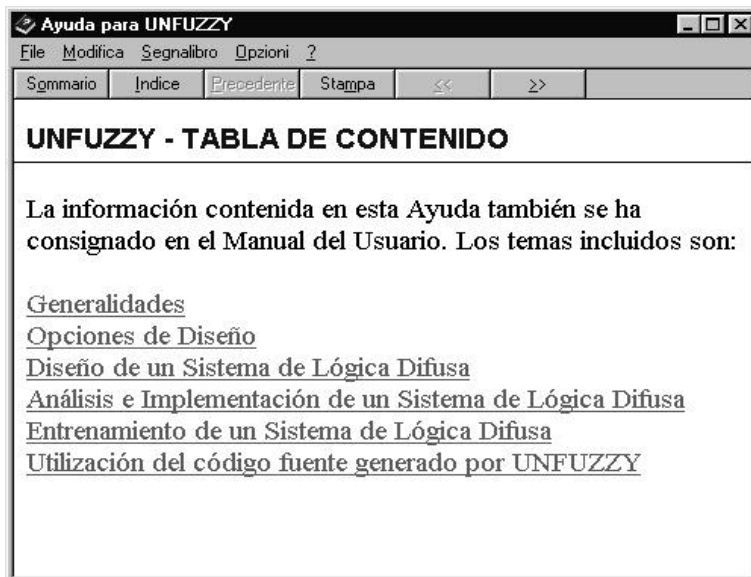 Ayuda para UNFUZZY
File Modifica Segnalibro Opzioni ?
Sommario Indice Precedente Stampa << >>
UNFUZZY - TABLA DE CONTENIDO
La información contenida en esta Ayuda también se ha
consignado en el Manual del Usuario. Los temas incluidos son:
Generalidades
Opciones de Diseño
Diseño de un Sistema de Lógica Difusa
Análisis e Implementación de un Sistema de Lógica Difusa
Entrenamiento de un Sistema de Lógica Difusa
Utilización del código fuente generado por UNFUZZY